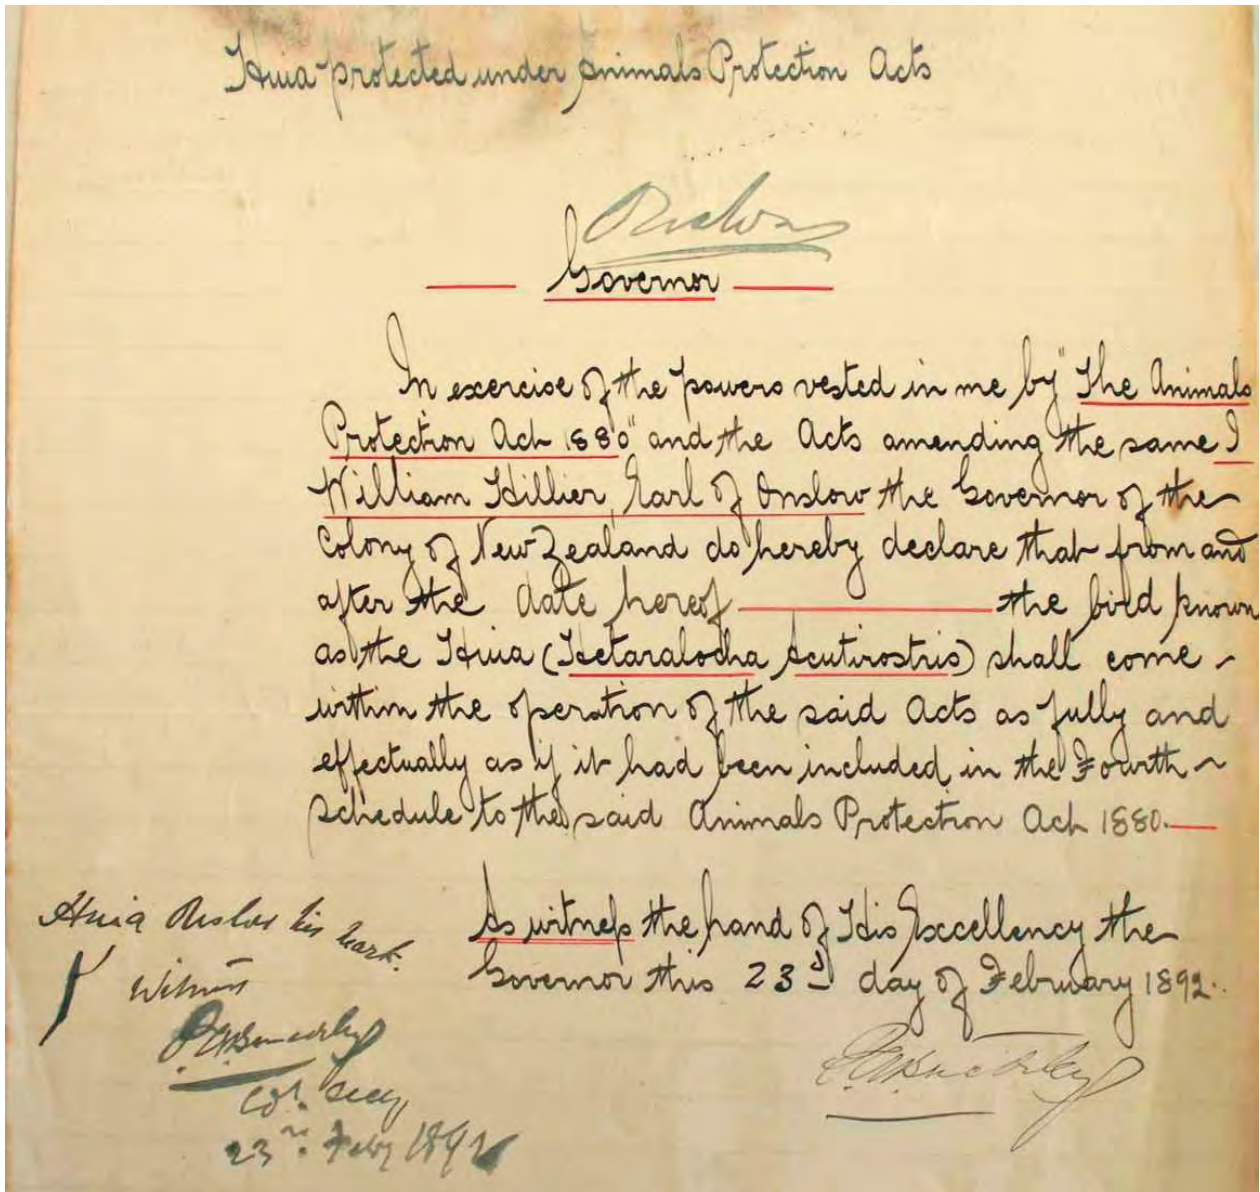 Huia protected under Animals Protection Acts
Onslow
Governor
In exercise of the powers vested in me by "The Animals
Protection Act 1880" and the Acts amending the same I
William Hillier, Earl of Onslow the Governor of the
Colony of New Zealand do hereby declare that from and
after the date hereof the bird known
as the Huia (Hetaralocha Acutirostris) shall come
within the operation of the said Acts as fully and
effectually as if it had been included in the Fourth
schedule to the said Animals Protection Act 1880.
As witness the hand of His Excellency the
Governor this 23d day of February 1892.
P.A. Buckley
Huia Onslow his mark.
Witness
P.A. Buckley
Col. Secy
23rd. Feby 1892